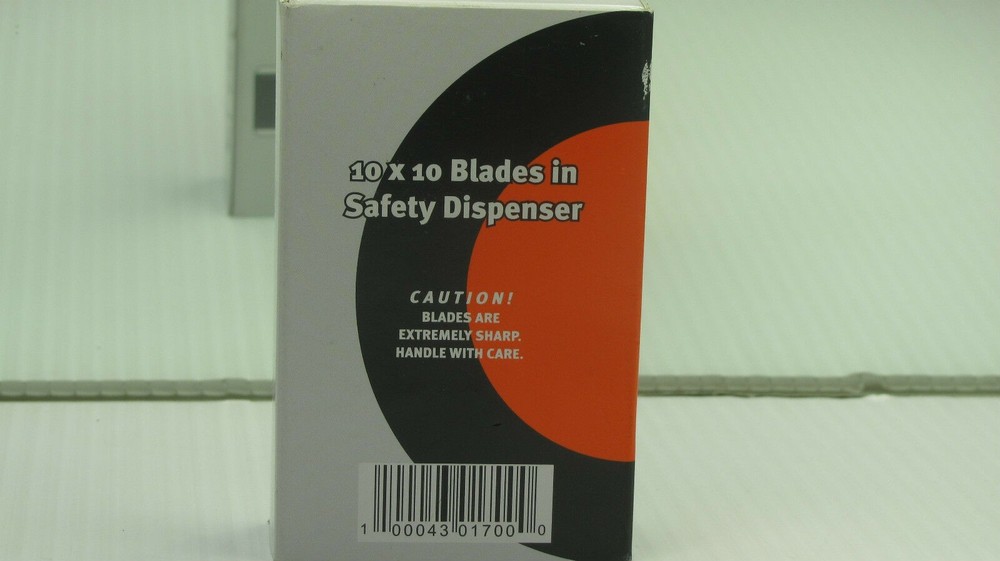 10 x 10 Blades in
Safety Dispenser
CAUTION!
BLADES ARE
EXTREMELY SHARP.
HANDLE WITH CARE.
1 00043 01700 0